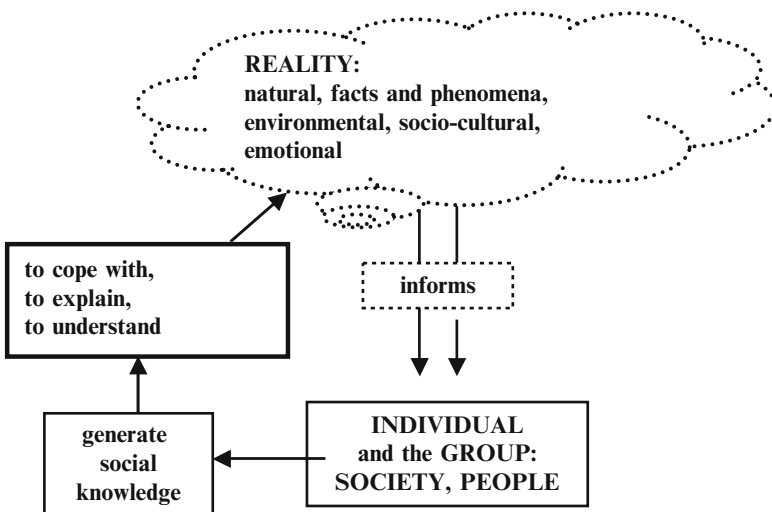 REALITY:
natural, facts and phenomena,
environmental, socio-cultural,
emotional
to cope with,
to explain,
to understand
informs
generate
social
knowledge
INDIVIDUAL
and the GROUP:
SOCIETY, PEOPLE